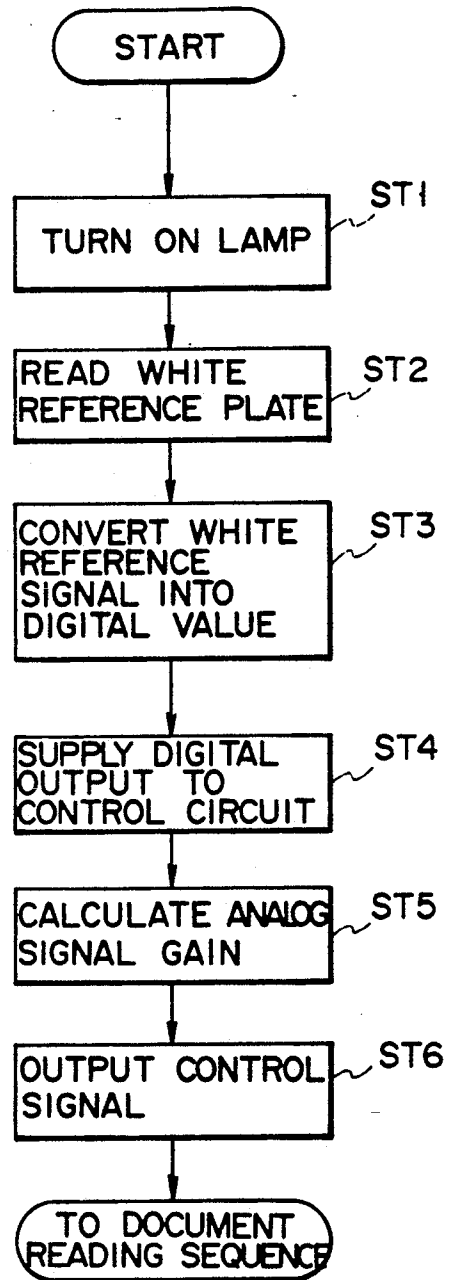 START
ST1
TURN ON LAMP
ST2
READ WHITE
REFERENCE PLATE
ST3
CONVERT WHITE
REFERENCE
SIGNAL INTO
DIGITAL VALUE
ST4
SUPPLY DIGITAL
OUTPUT TO
CONTROL CIRCUIT
ST5
CALCULATE ANALOG
SIGNAL GAIN
ST6
OUTPUT CONTROL
SIGNAL
TO DOCUMENT
READING SEQUENCE